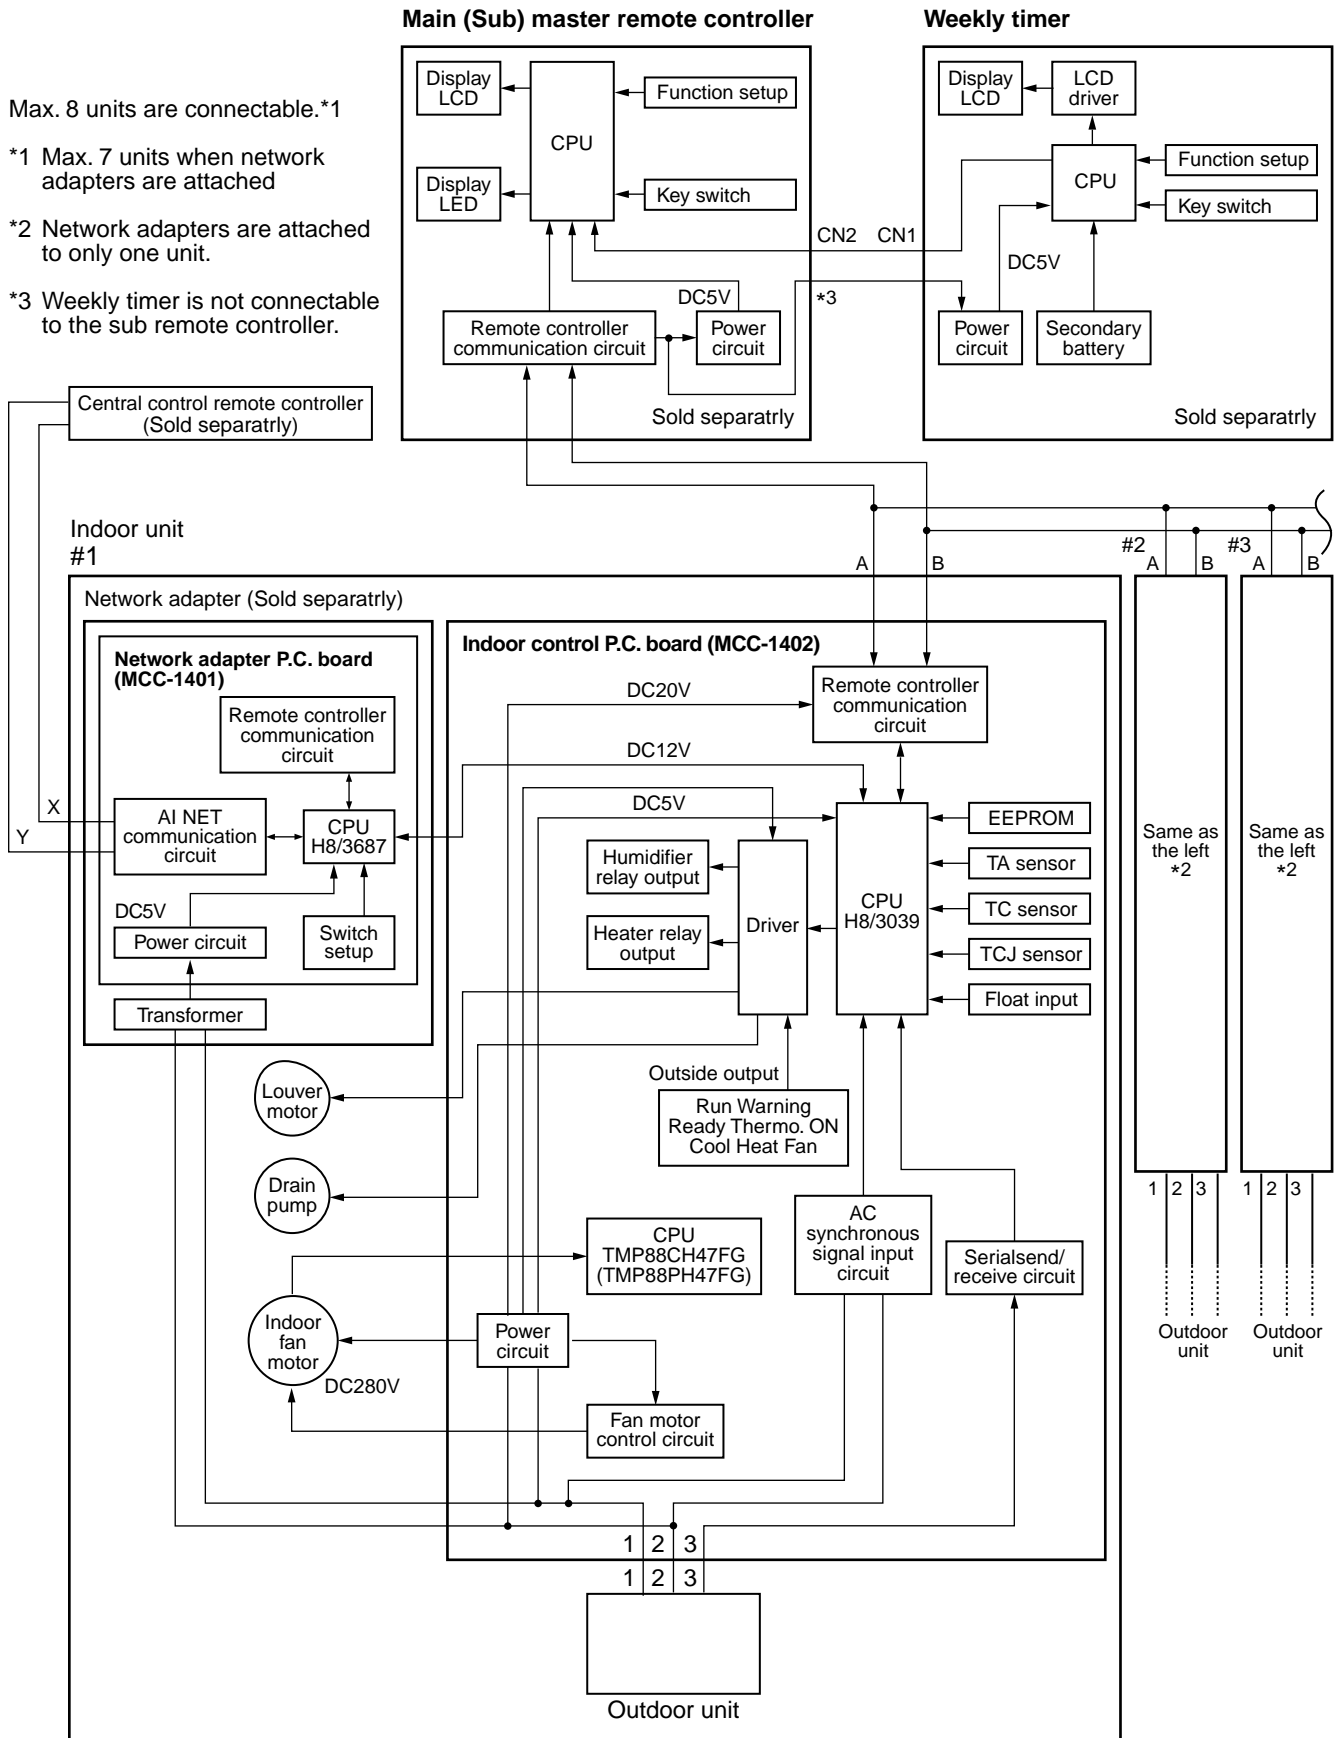 Main (Sub) master remote controller
Weekly timer
Max. 8 units are connectable.*1
*1 Max. 7 units when network
adapters are attached
*2 Network adapters are attached
to only one unit.
*3 Weekly timer is not connectable
to the sub remote controller.
Display
LCD
CPU
Function setup
Display
LED
Key switch
DC5V
Remote controller
communication circuit
Power
circuit
Sold separatrly
CN2
CN1
*3
Display
LCD
LCD
driver
CPU
Function setup
Key switch
DC5V
Power
circuit
Secondary
battery
Sold separatrly
Central control remote controller
(Sold separatrly)
Indoor unit
#1
A
B
#2
A
B
#3
A
B
Network adapter (Sold separatrly)
Network adapter P.C. board
(MCC-1401)
Remote controller
communication
circuit
X
Y
AI NET
communication
circuit
CPU
H8/3687
DC5V
Power circuit
Switch
setup
Transformer
Indoor control P.C. board (MCC-1402)
DC20V
Remote controller
communication
circuit
DC12V
DC5V
Humidifier
relay output
Heater relay
output
Driver
CPU
H8/3039
EEPROM
TA sensor
TC sensor
TCJ sensor
Float input
Same as
the left
*2
Same as
the left
*2
Louver
motor
Outside output
Run Warning
Ready Thermo. ON
Cool Heat Fan
Drain
pump
CPU
TMP88CH47FG
(TMP88PH47FG)
AC
synchronous
signal input
circuit
Serialsend/
receive circuit
1 2 3
1 2 3
Outdoor
unit
Outdoor
unit
Indoor
fan
motor
Power
circuit
DC280V
Fan motor
control circuit
1 2 3
1 2 3
Outdoor unit